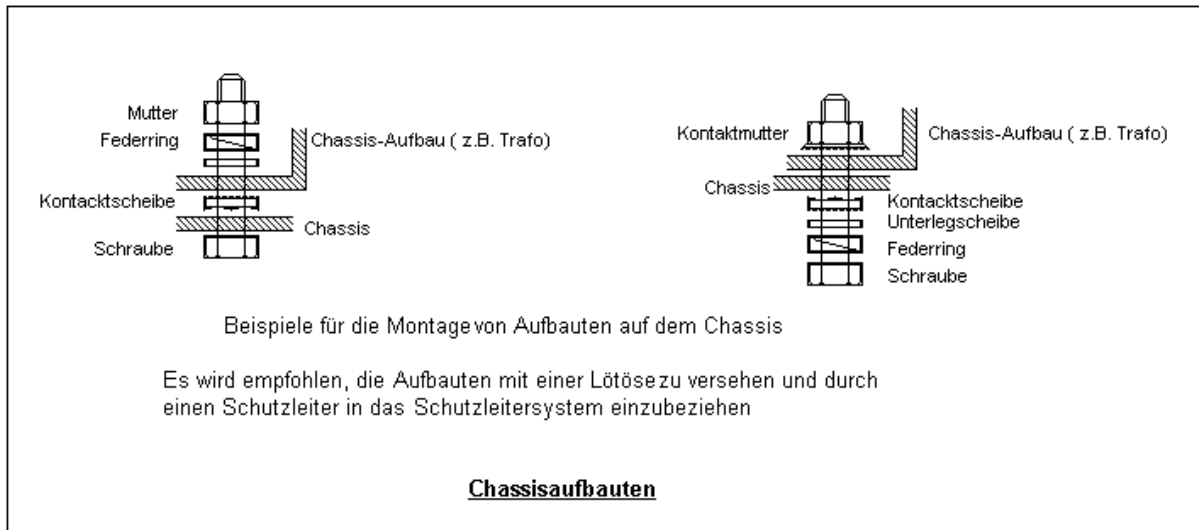 Mutter
Federring
Chassis-Aufbau ( z.B. Trafo)
Kontacktscheibe
Chassis
Schraube
Kontaktmutter
Chassis-Aufbau ( z.B. Trafo)
Chassis
Kontacktscheibe
Unterlegscheibe
Federring
Schraube
Beispiele für die Montage von Aufbauten auf dem Chassis
Es wird empfohlen, die Aufbauten mit einer Lötöse zu versehen und durch
einen Schutzleiter in das Schutzleitersystem einzubeziehen
Chassisaufbauten